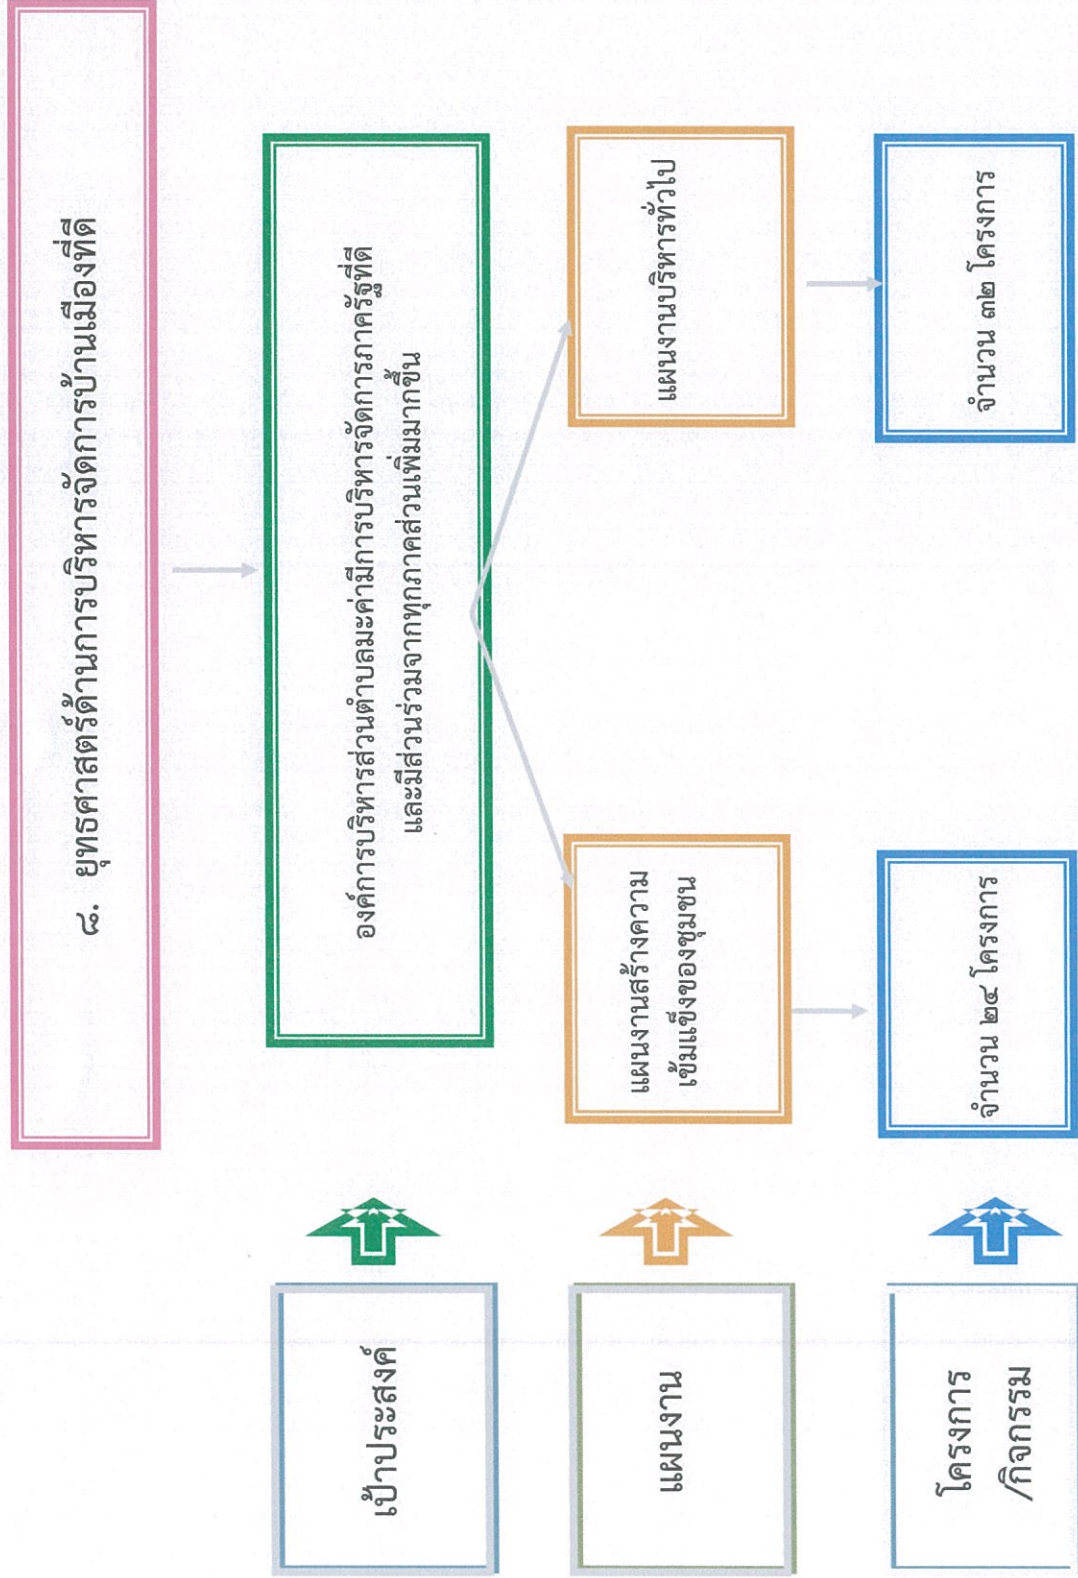 ๘. ยุทธศาสตร์ด้านการบริหารจัดการบ้านเมืองที่ดี
เป้าประสงค์
องค์การบริหารส่วนตำบลมะค่ามีการบริหารจัดการภาครัฐที่ดี
และมีส่วนร่วมจากทุกภาคส่วนเพิ่มมากขึ้น
แผนงาน
แผนงานสร้างความ
เข้มแข็งของชุมชน
แผนงานบริหารทั่วไป
โครงการ
/กิจกรรม
จำนวน ๒๔ โครงการ
จำนวน ๓๒ โครงการ